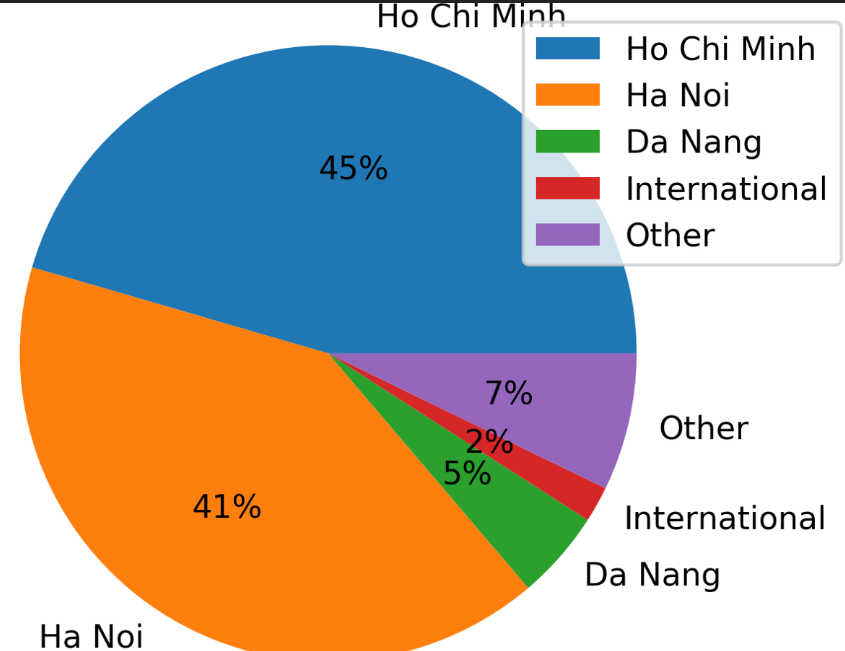 Ho Chi Minh
Ho Chi Minh
Ha Noi
Da Nang
International
Other
45%
7%
Other
2%
5%
41%
International
Da Nang
Ha Noi